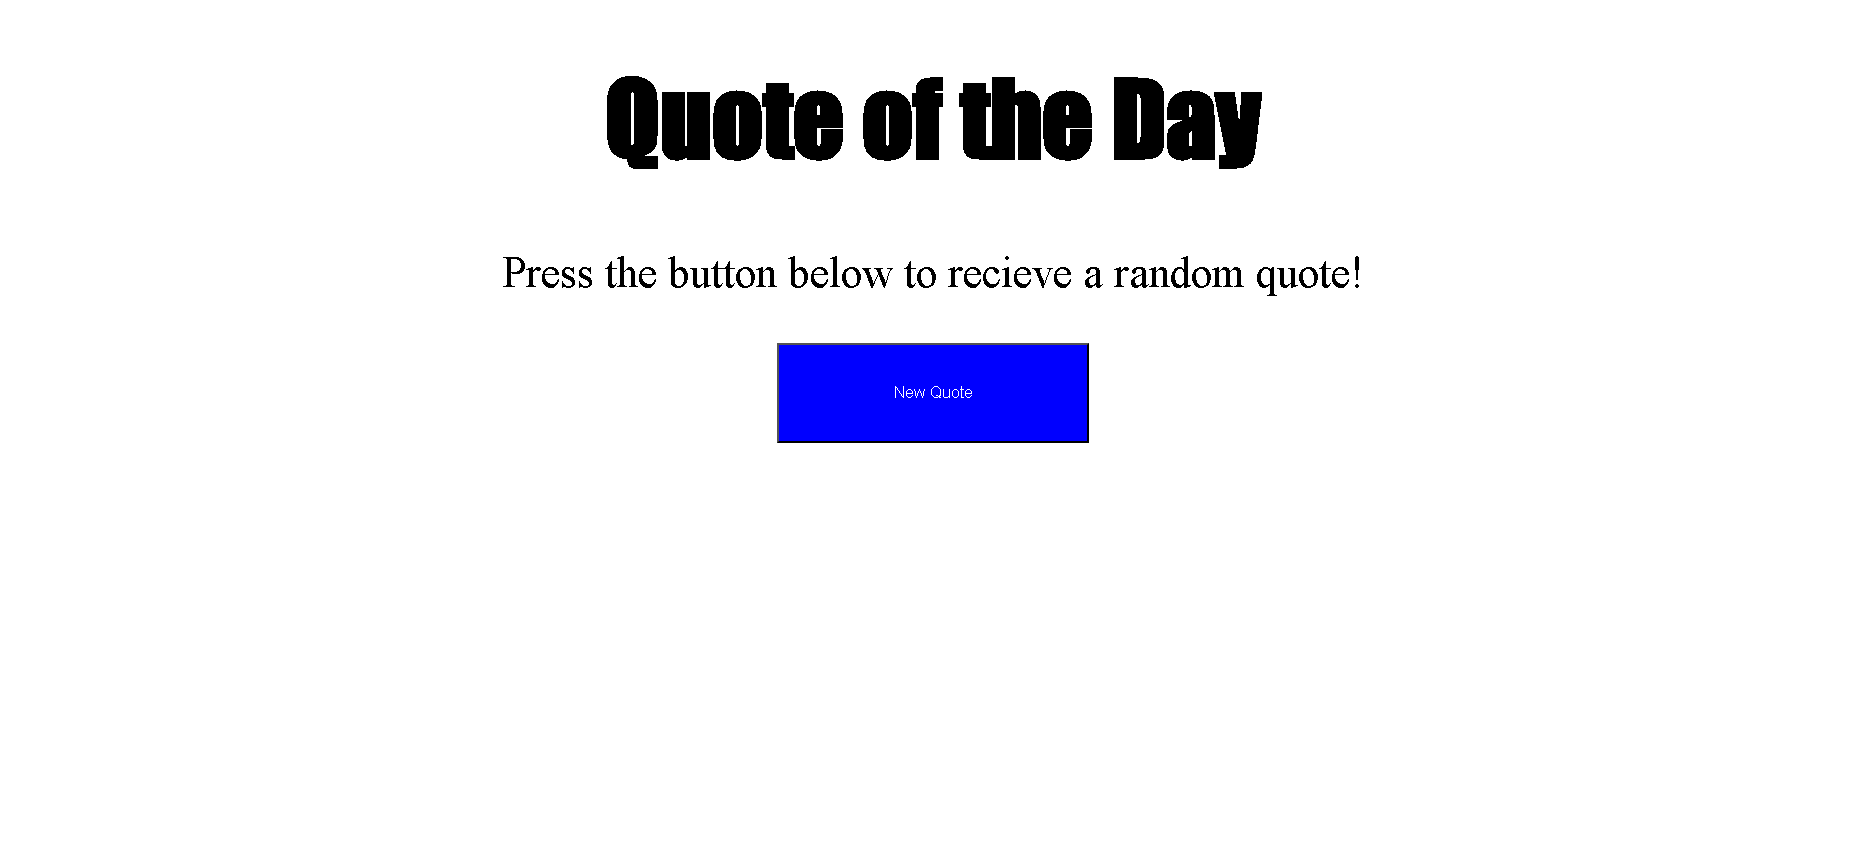 Quote of the Day
Press the button below to recieve a random quote!
New Quote